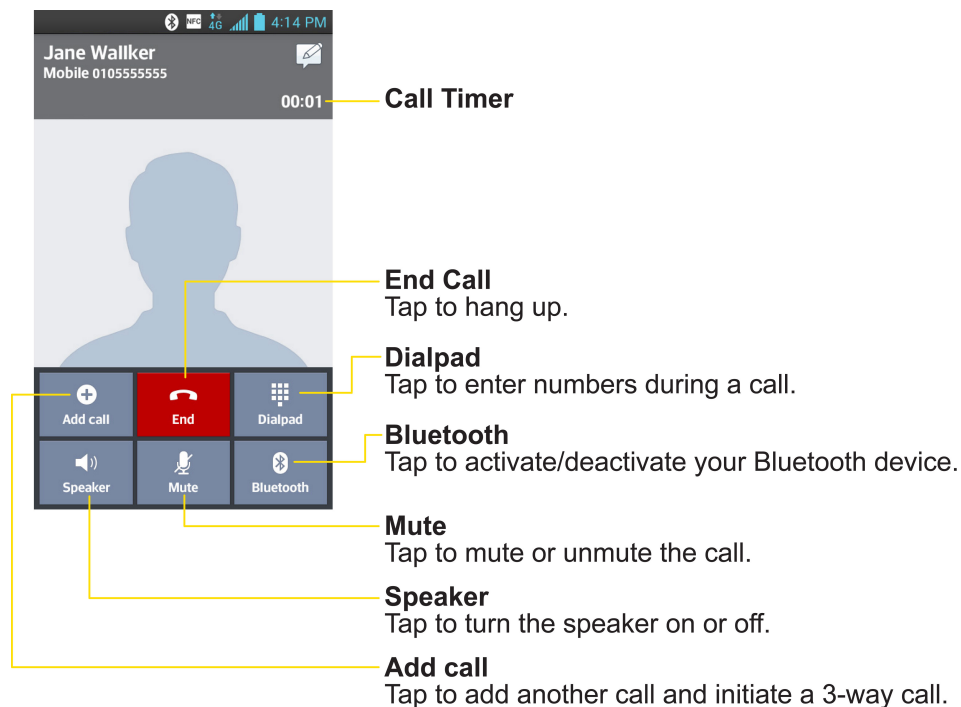 NFC 4G 4:14 PM
Jane Wallker
Mobile 0105555555
00:01
Call Timer
End Call
Tap to hang up.
Dialpad
Tap to enter numbers during a call.
Add call End Dialpad
Bluetooth
Tap to activate/deactivate your Bluetooth device.
Speaker Mute Bluetooth
Mute
Tap to mute or unmute the call.
Speaker
Tap to turn the speaker on or off.
Add call
Tap to add another call and initiate a 3-way call.